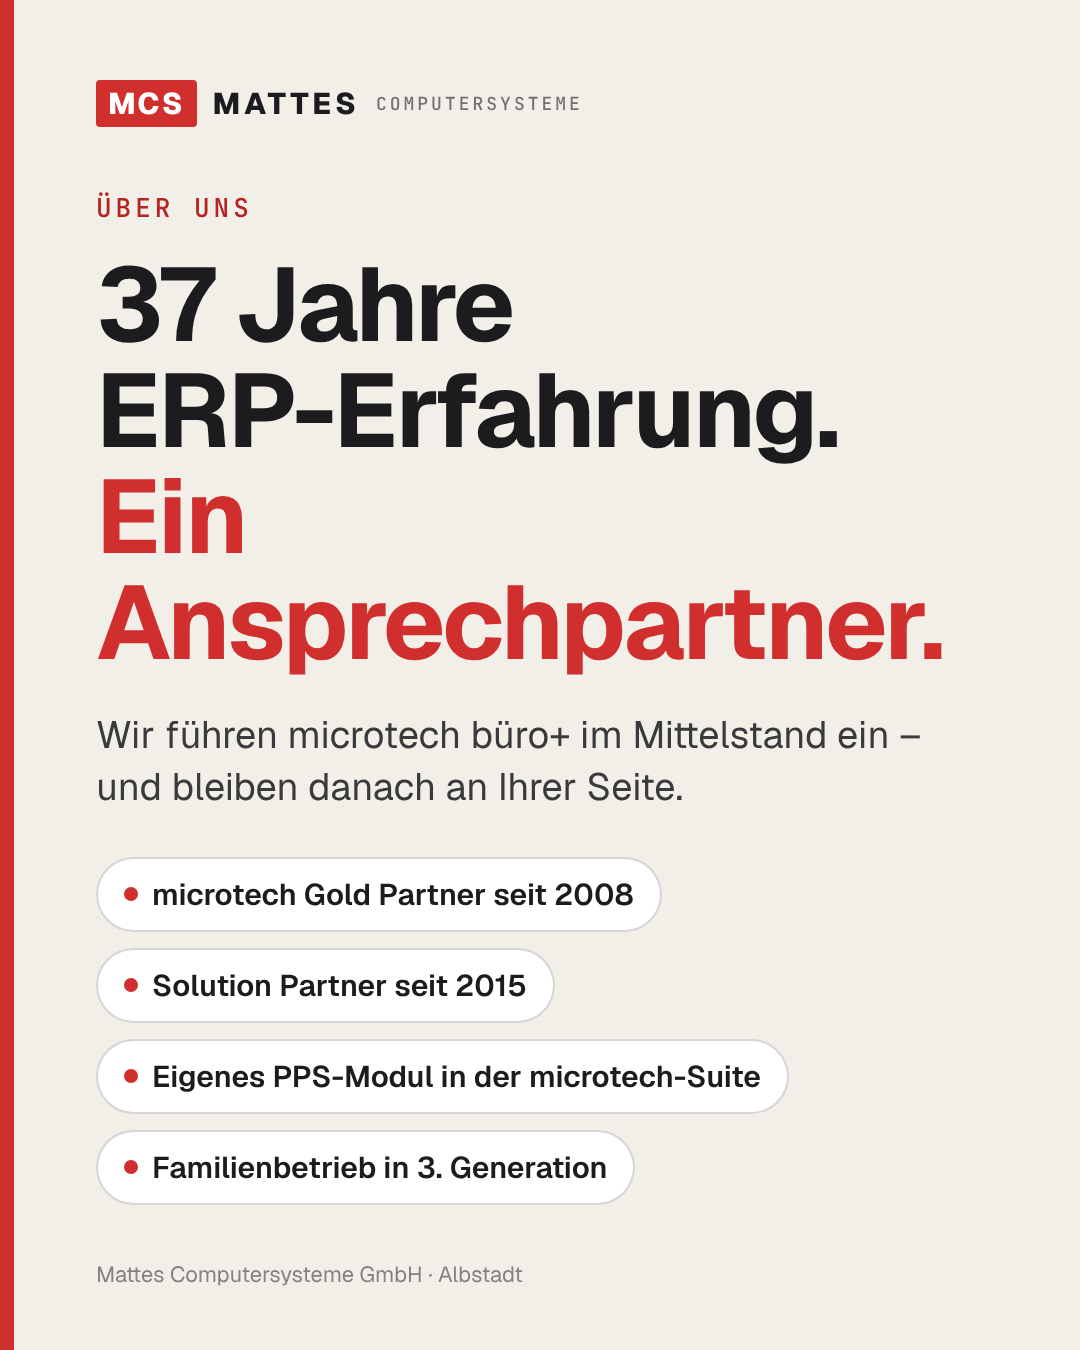 MCS MATTES COMPUTERSYSTEME
ÜBER UNS
37 Jahre
ERP-Erfahrung.
Ein
Ansprechpartner.
Wir führen microtech büro+ im Mittelstand ein –
und bleiben danach an Ihrer Seite.
microtech Gold Partner seit 2008
Solution Partner seit 2015
Eigenes PPS-Modul in der microtech-Suite
Familienbetrieb in 3. Generation
Mattes Computersysteme GmbH · Albstadt